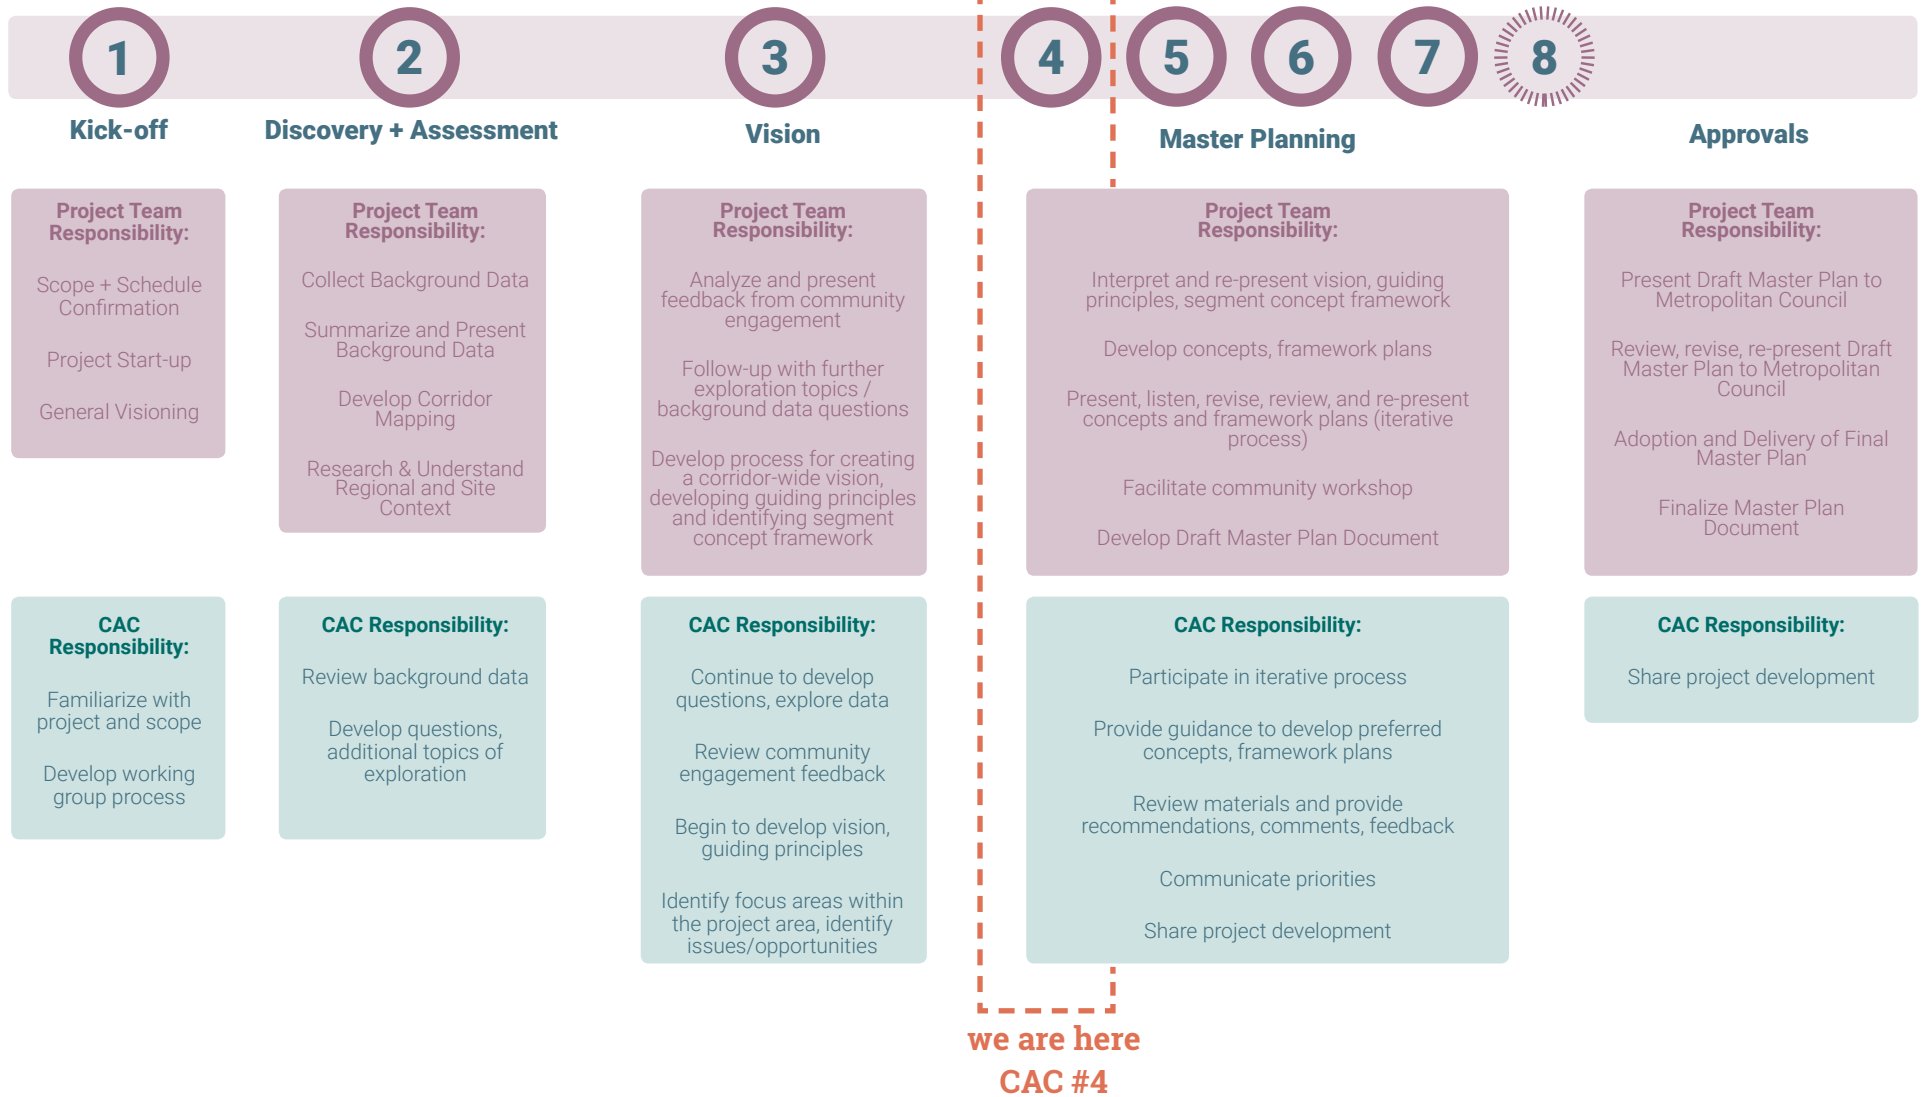 1
2
3
4
5
6
7
8
Kick-off
Discovery + Assessment
Vision
Master Planning
Approvals
Project Team
Responsibility:
Scope + Schedule
Confirmation
Project Start-up
General Visioning
Project Team
Responsibility:
Collect Background Data
Summarize and Present
Background Data
Develop Corridor
Mapping
Research & Understand
Regional and Site
Context
Project Team
Responsibility:
Analyze and present
feedback from community
engagement
Follow-up with further
exploration topics /
background data questions
Develop process for creating
a corridor-wide vision,
developing guiding principles
and identifying segment
concept framework
Project Team
Responsibility:
Interpret and re-present vision, guiding
principles, segment concept framework
Develop concepts, framework plans
Present, listen, revise, review, and re-present
concepts and framework plans (iterative
process)
Facilitate community workshop
Develop Draft Master Plan Document
Project Team
Responsibility:
Present Draft Master Plan to
Metropolitan Council
Review, revise, re-present Draft
Master Plan to Metropolitan
Council
Adoption and Delivery of Final
Master Plan
Finalize Master Plan
Document
CAC
Responsibility:
Familiarize with
project and scope
Develop working
group process
CAC Responsibility:
Review background data
Develop questions,
additional topics of
exploration
CAC Responsibility:
Continue to develop
questions, explore data
Review community
engagement feedback
Begin to develop vision,
guiding principles
Identify focus areas within
the project area, identify
issues/opportunities
CAC Responsibility:
Participate in iterative process
Provide guidance to develop preferred
concepts, framework plans
Review materials and provide
recommendations, comments, feedback
Communicate priorities
Share project development
CAC Responsibility:
Share project development
we are here
CAC #4